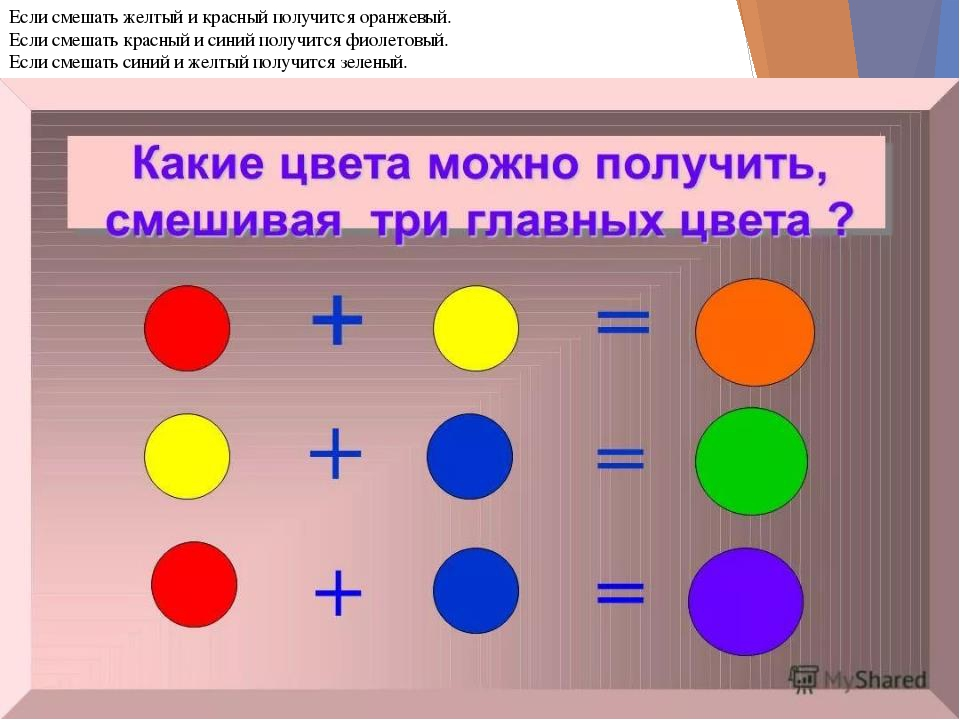 Если смешать желтый и красный получится оранжевый.
Если смешать красный и синий получится фиолетовый.
Если смешать синий и желтый получится зеленый.
Какие цвета можно получить,
смешивая три главных цвета ?
+ =
+ =
+ =
MyShared